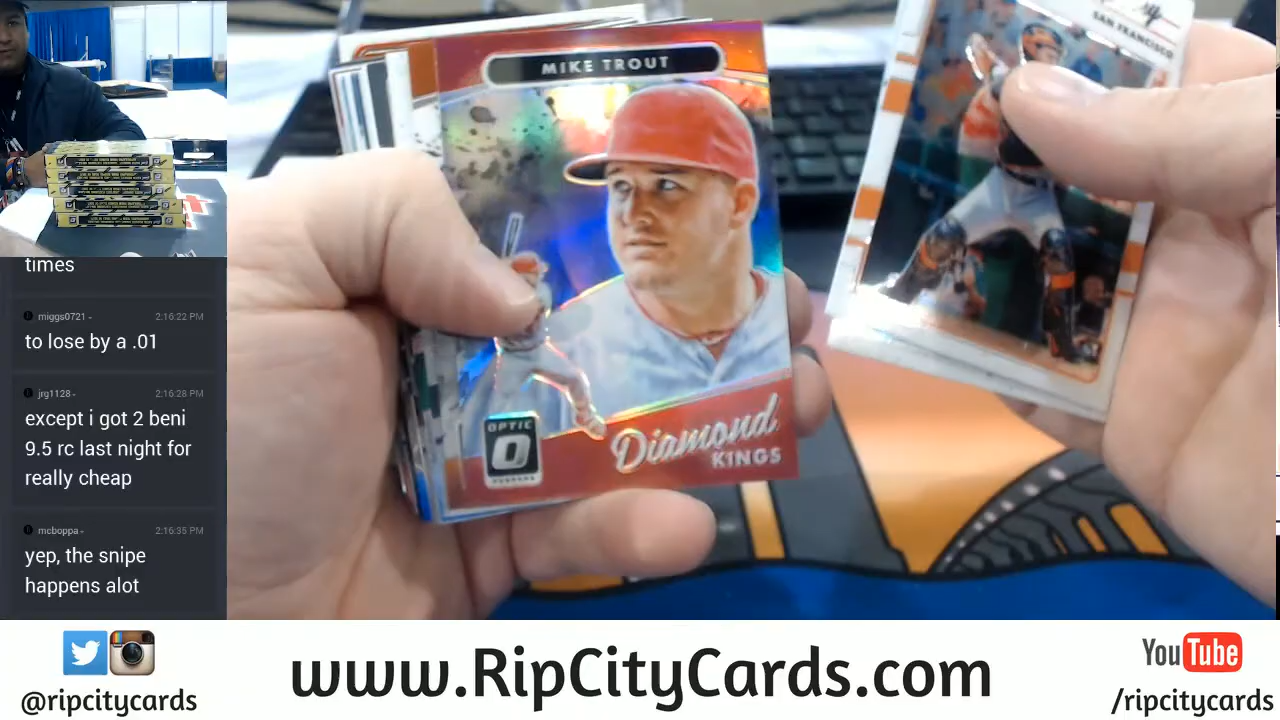 times
miggs0721 -
2:16:22 PM
to lose by a .01
jrg1128 -
2:16:28 PM
except i got 2 beni
9.5 rc last night for
really cheap
mcboppa -
2:16:35 PM
yep, the snipe
happens alot
MIKE TROUT
OPTIC
O
Diamond
KINGS
SAN FRANCISCO
@ripcitycards
www.RipCityCards.com
YouTube
/ripcitycards